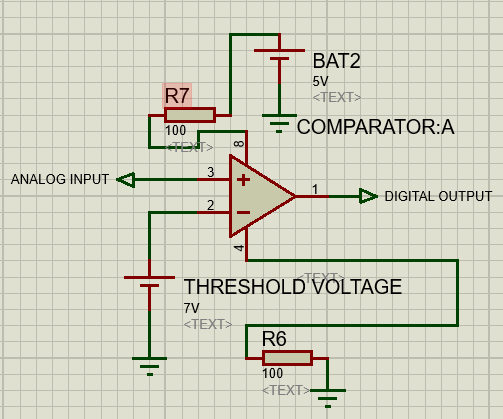 BAT2
5V
<TEXT>
R7
100
<TEXT>
COMPARATOR:A
8
ANALOG INPUT
3
2
1
DIGITAL OUTPUT
4
<TEXT>
THRESHOLD VOLTAGE
7V
<TEXT>
R6
100
<TEXT>